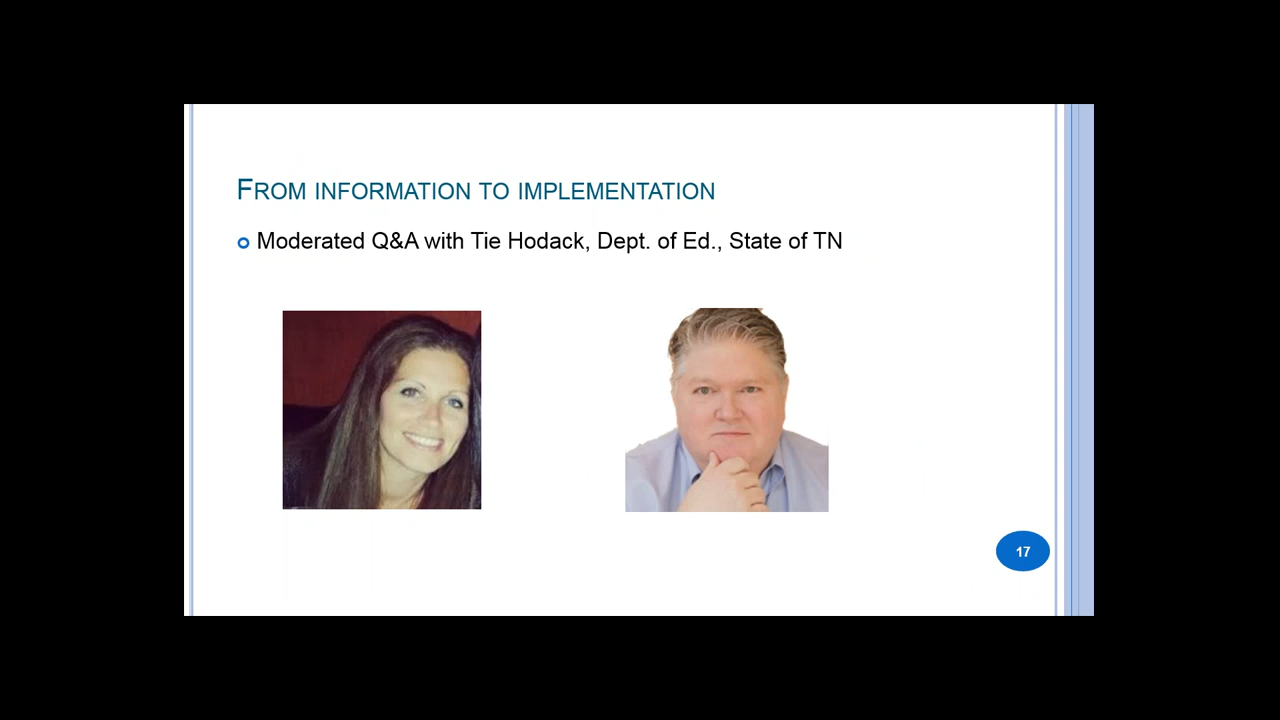 FROM INFORMATION TO IMPLEMENTATION
Moderated Q&A with Tie Hodack, Dept. of Ed., State of TN
17